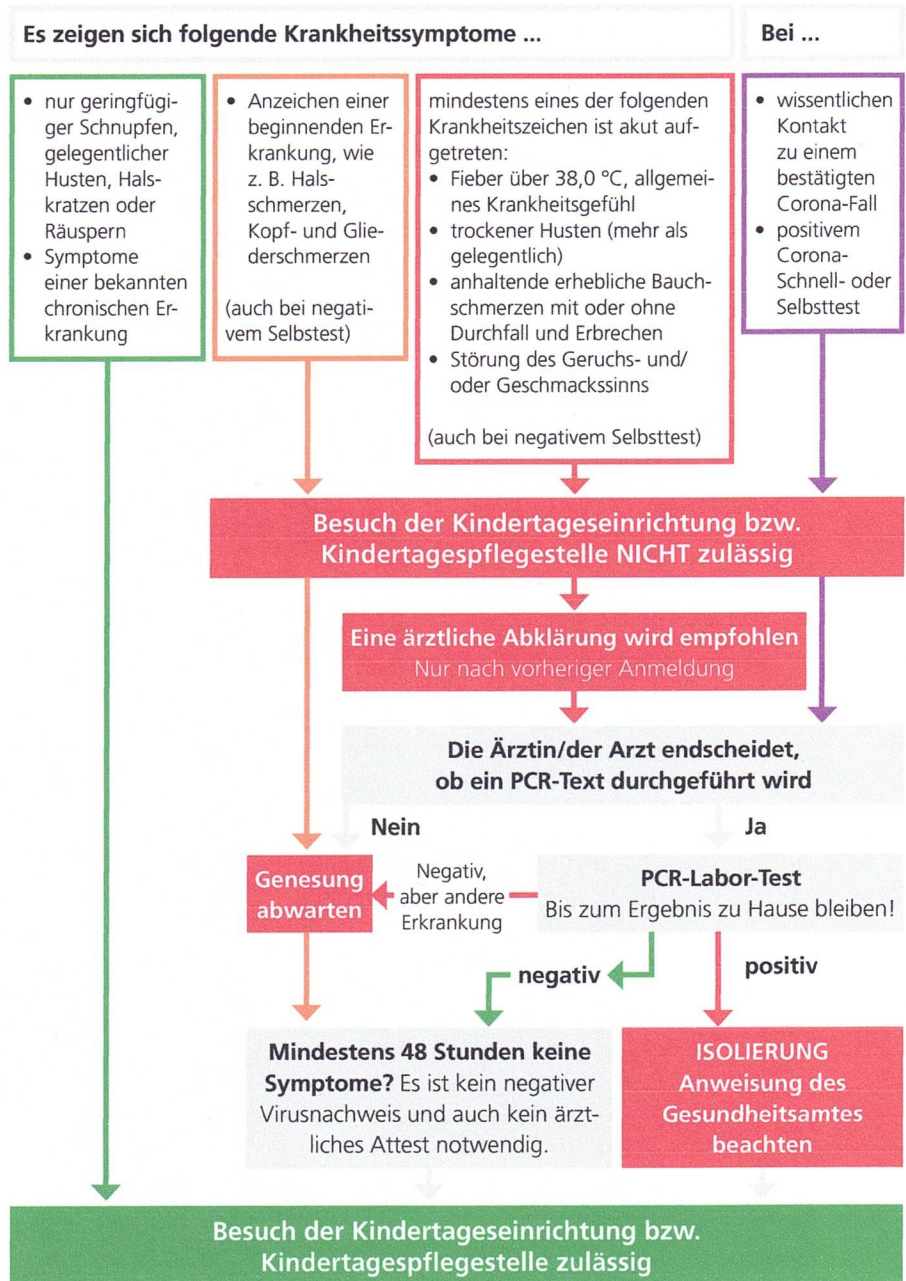 Es zeigen sich folgende Krankheitssymptome ...
Bei ...
• nur geringfügi-
ger Schnupfen,
gelegentlicher
Husten, Hals-
kratzen oder
Räuspern
• Symptome
einer bekannten
chronischen Er-
krankung
• Anzeichen einer
beginnenden Er-
krankung, wie
z. B. Hals-
schmerzen,
Kopf- und Glie-
derschmerzen
(auch bei negati-
vem Selbstest)
mindestens eines der folgenden
Krankheitszeichen ist akut auf-
getreten:
• Fieber über 38,0 °C, allgemei-
nes Krankheitsgefühl
• trockener Husten (mehr als
gelegentlich)
• anhaltende erhebliche Bauch-
schmerzen mit oder ohne
Durchfall und Erbrechen
• Störung des Geruchs- und/
oder Geschmackssinns
(auch bei negativem Selbsttest)
• wissentlichen
Kontakt
zu einem
bestätigten
Corona-Fall
• positivem
Corona-
Schnell- oder
Selbsttest
Besuch der Kindertageseinrichtung bzw.
Kindertagespflegestelle NICHT zulässig
Eine ärztliche Abklärung wird empfohlen
Nur nach vorheriger Anmeldung
Die Ärztin/der Arzt endscheidet,
ob ein PCR-Text durchgeführt wird
Nein
Ja
Genesung
abwarten
Negativ,
aber andere
Erkrankung
PCR-Labor-Test
Bis zum Ergebnis zu Hause bleiben!
negativ
positiv
Mindestens 48 Stunden keine
Symptome? Es ist kein negativer
Virusnachweis und auch kein ärzt-
liches Attest notwendig.
ISOLIERUNG
Anweisung des
Gesundheitsamtes
beachten
Besuch der Kindertageseinrichtung bzw.
Kindertagespflegestelle zulässig